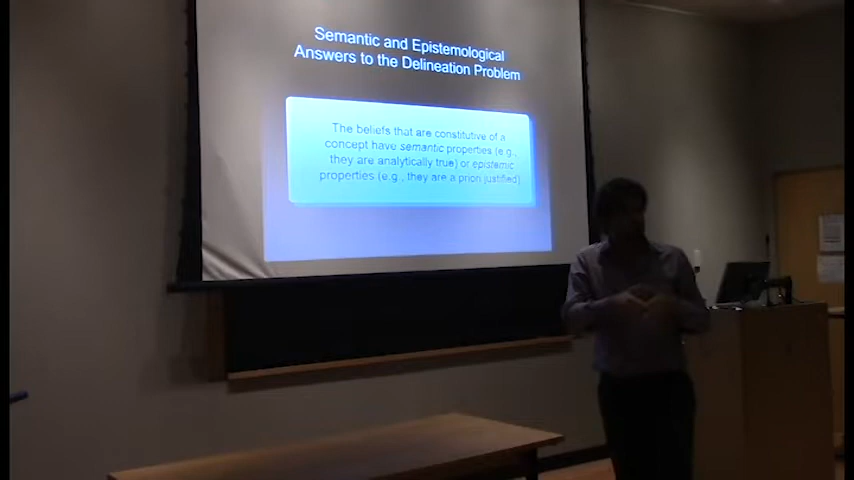 Semantic and Epistemological
Answers to the Delineation Problem
The beliefs that are constitutive of a
concept have semantic properties (e.g.,
they are analytically true) or epistemic
properties (e.g., they are a priori justified)